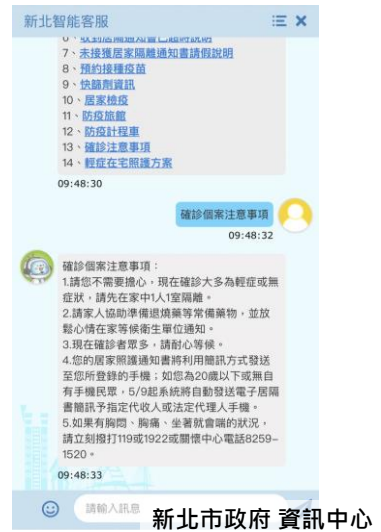 新北智能客服
6、收到居隔通知書已超時說明
7、未接獲居家隔離通知書請假說明
8、預約接種疫苗
9、快篩劑資訊
10、居家檢疫
11、防疫旅館
12、防疫計程車
13、確診注意事項
14、輕症在宅照護方案
09:48:30
確診個案注意事項
09:48:32
確診個案注意事項：
1.請您不需要擔心，現在確診大多為輕症或無
症狀，請先在家中1人1室隔離。
2.請家人協助準備退燒藥等常備藥物，並放
鬆心情在家等候衛生單位通知。
3.現在確診者眾多，請耐心等候。
4.您的居家照護通知書將利用簡訊方式發送
至您所登錄的手機；如您為20歲以下或無自
有手機民眾，5/9起系統將自動發送電子居隔
書簡訊予指定代收人或法定代理人手機。
5.如果有胸悶、胸痛、坐著就會喘的狀況，
請立刻撥打119或1922或關懷中心電話8259-
1520。
09:48:33
請輸入訊息
新北市政府 資訊中心